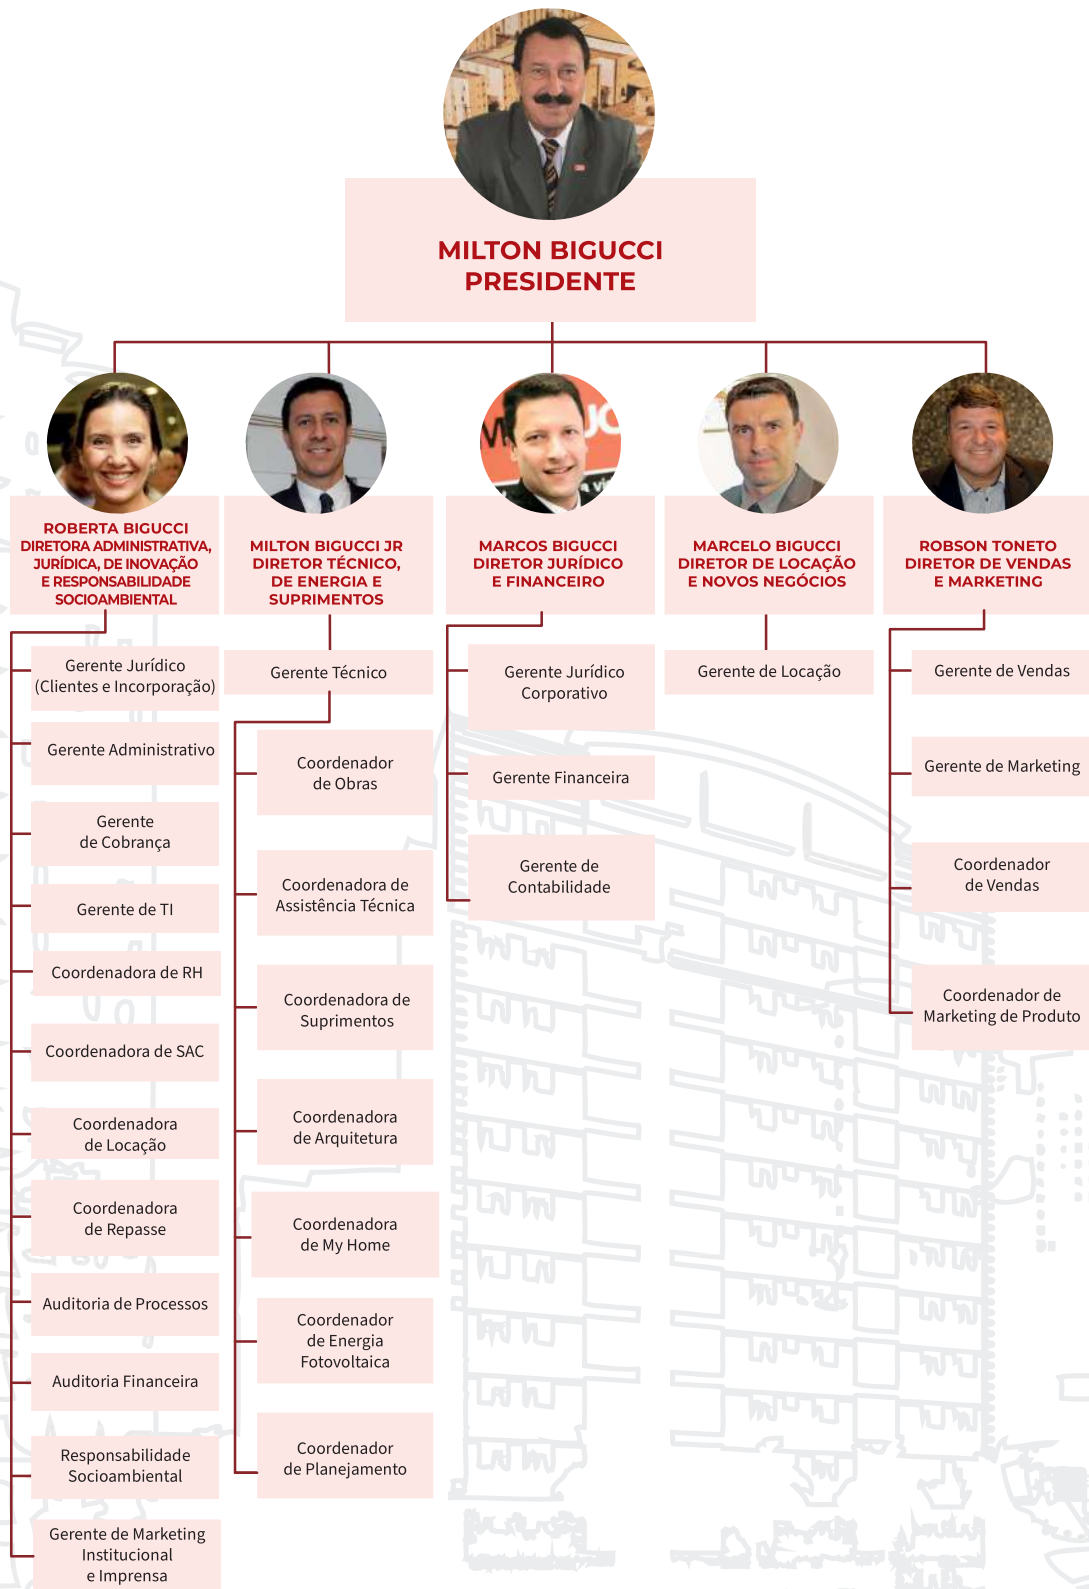 MILTON BIGUCCI
PRESIDENTE
ROBERTA BIGUCCI
DIRETORA ADMINISTRATIVA,
JURÍDICA, DE INOVAÇÃO
E RESPONSABILIDADE
SOCIOAMBIENTAL
Gerente Jurídico
(Clientes e Incorporação)
Gerente Administrativo
Gerente
de Cobrança
Gerente de TI
Coordenadora de RH
Coordenadora de SAC
Coordenadora
de Locação
Coordenadora
de Repasse
Auditoria de Processos
Auditoria Financeira
Responsabilidade
Socioambiental
Gerente de Marketing
Institucional
e Imprensa
MILTON BIGUCCI JR
DIRETOR TÉCNICO,
DE ENERGIA E
SUPRIMENTOS
Gerente Técnico
Coordenador
de Obras
Coordenadora de
Assistência Técnica
Coordenadora de
Suprimentos
Coordenadora
de Arquitetura
Coordenadora
de My Home
Coordenador
de Energia
Fotovoltaica
Coordenador
de Planejamento
MARCOS BIGUCCI
DIRETOR JURÍDICO
E FINANCEIRO
Gerente Jurídico
Corporativo
Gerente Financeira
Gerente de
Contabilidade
MARCELO BIGUCCI
DIRETOR DE LOCAÇÃO
E NOVOS NEGÓCIOS
Gerente de Locação
ROBSON TONETO
DIRETOR DE VENDAS
E MARKETING
Gerente de Vendas
Gerente de Marketing
Coordenador
de Vendas
Coordenador de
Marketing de Produto